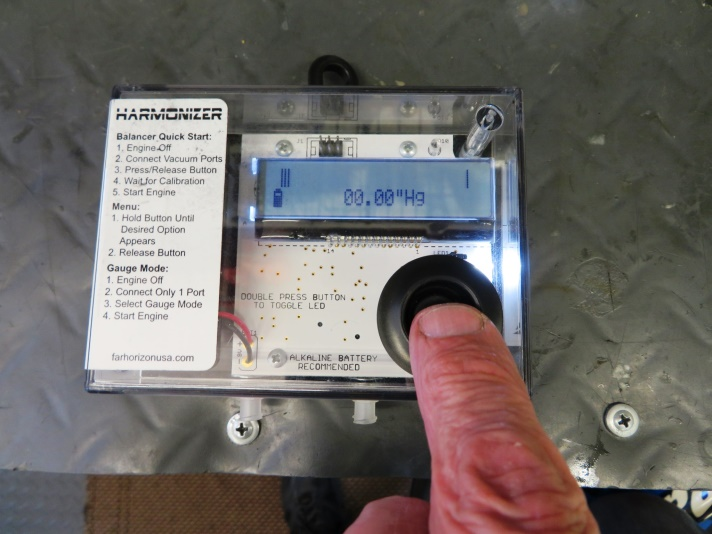 HARMONIZER
Balancer Quick Start:
1. Engine Off
2. Connect Vacuum Ports
3. Press/Release Button
4. Wait for Calibration
5. Start Engine
Menu:
1. Hold Button Until
Desired Option
Appears
2. Release Button
Gauge Mode:
1. Engine Off
2. Connect Only 1 Port
3. Select Gauge Mode
4. Start Engine
farhorizonusa.com
00.00"Hg
DOUBLE PRESS BUTTON
TO TOGGLE LED
ALKALINE BATTERY
RECOMMENDED